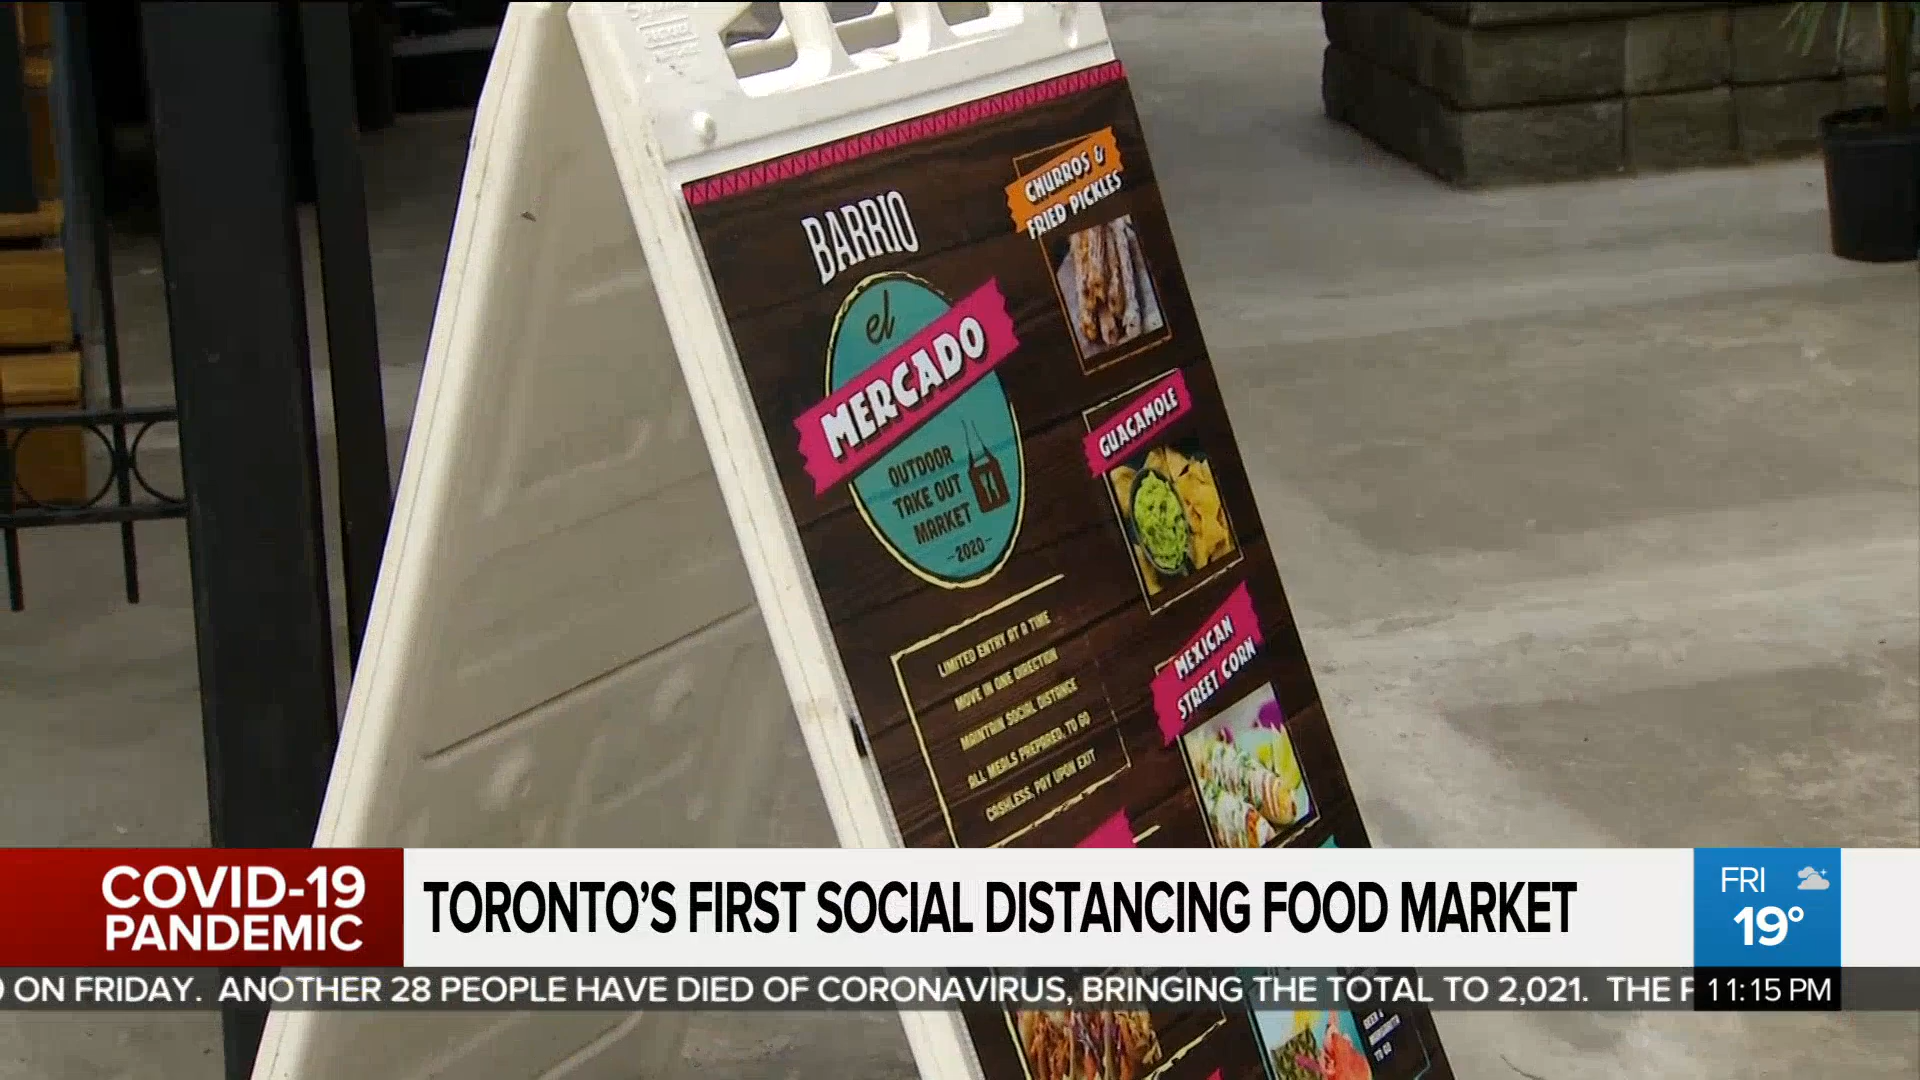 BARRIO
el
MERCADO
OUTDOOR
TAKE OUT
MARKET
-2020-
LIMITED ENTRY AT A TIME
MOVE IN ONE DIRECTION
MAINTAIN SOCIAL DISTANCE
ALL MEALS PREPARED, TO GO
CASHLESS, PAY UPON EXIT
CHURROS &
FRIED PICKLES
GUACAMOLE
MEXICAN
STREET CORN
TO GO
COVID-19
PANDEMIC
TORONTO'S FIRST SOCIAL DISTANCING FOOD MARKET
FRI
19°
ON FRIDAY. ANOTHER 28 PEOPLE HAVE DIED OF CORONAVIRUS, BRINGING THE TOTAL TO 2,021. THE
11:15 PM